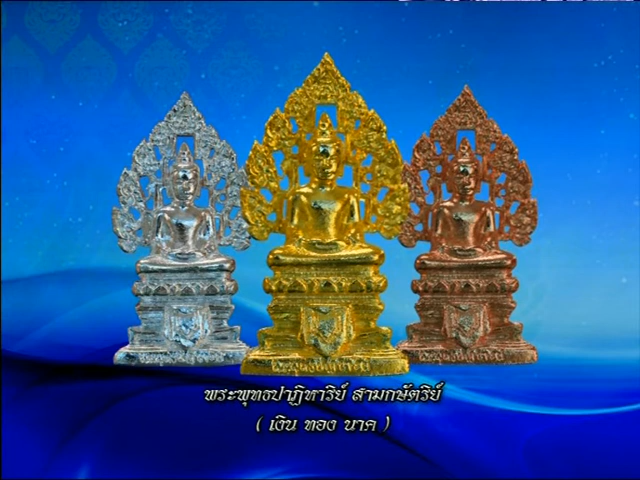 พระพุทธปาฏิหาริย์ สามกษัตริย์
( เงิน ทอง นาค )